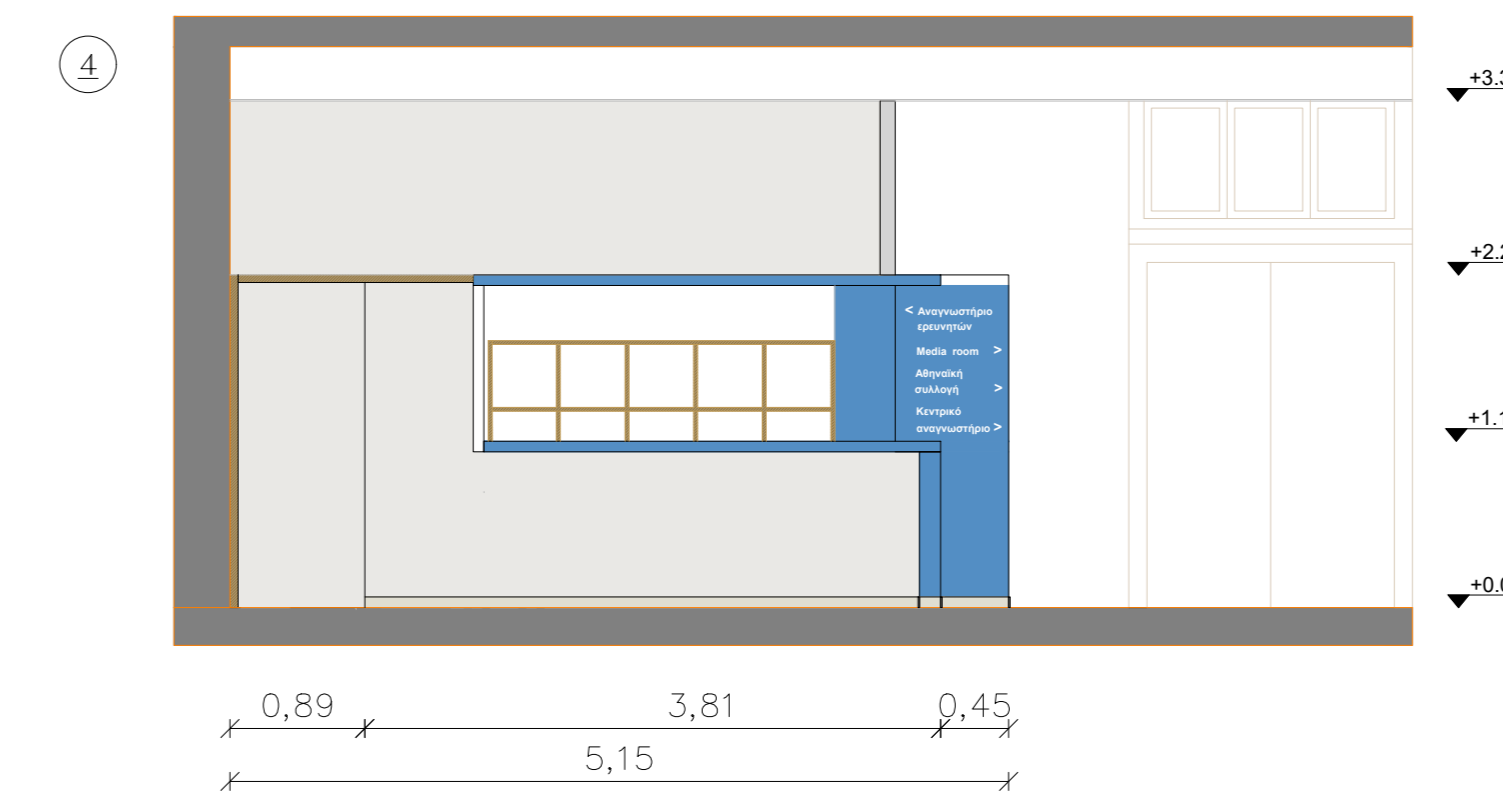 4
+3.3
+2.2
< Αναγνωστήριο
ερευνητών
Media room >
Αθηναϊκή
συλλογή >
Κεντρικό
αναγνωστήριο >
+1.1
+0.0
0,89
3,81
0,45
5,15